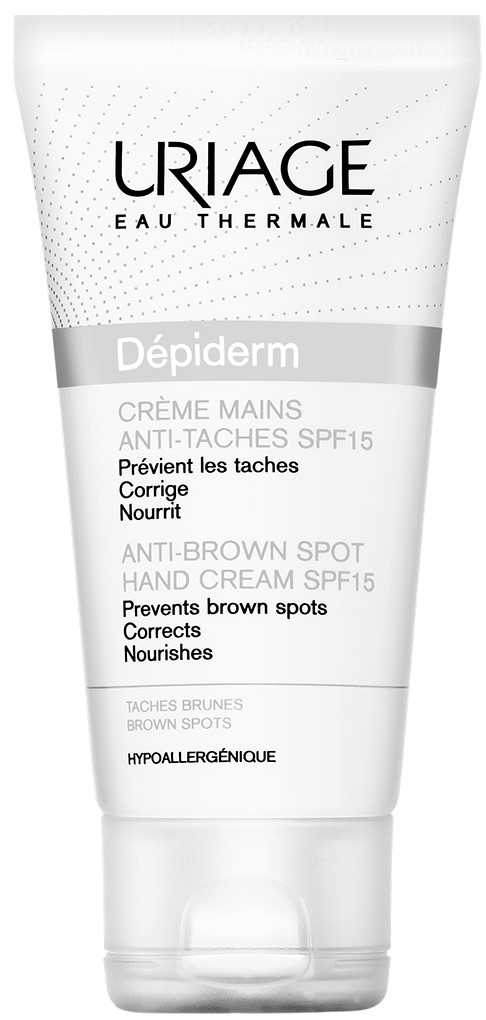 URIAGE
EAU THERMALE
Dépiderm
CRÈME MAINS
ANTI-TACHES SPF15
Prévient les taches
Corrige
Nourrit
ANTI-BROWN SPOT
HAND CREAM SPF15
Prevents brown spots
Corrects
Nourishes
TACHES BRUNES
BROWN SPOTS
HYPOALLERGÉNIQUE